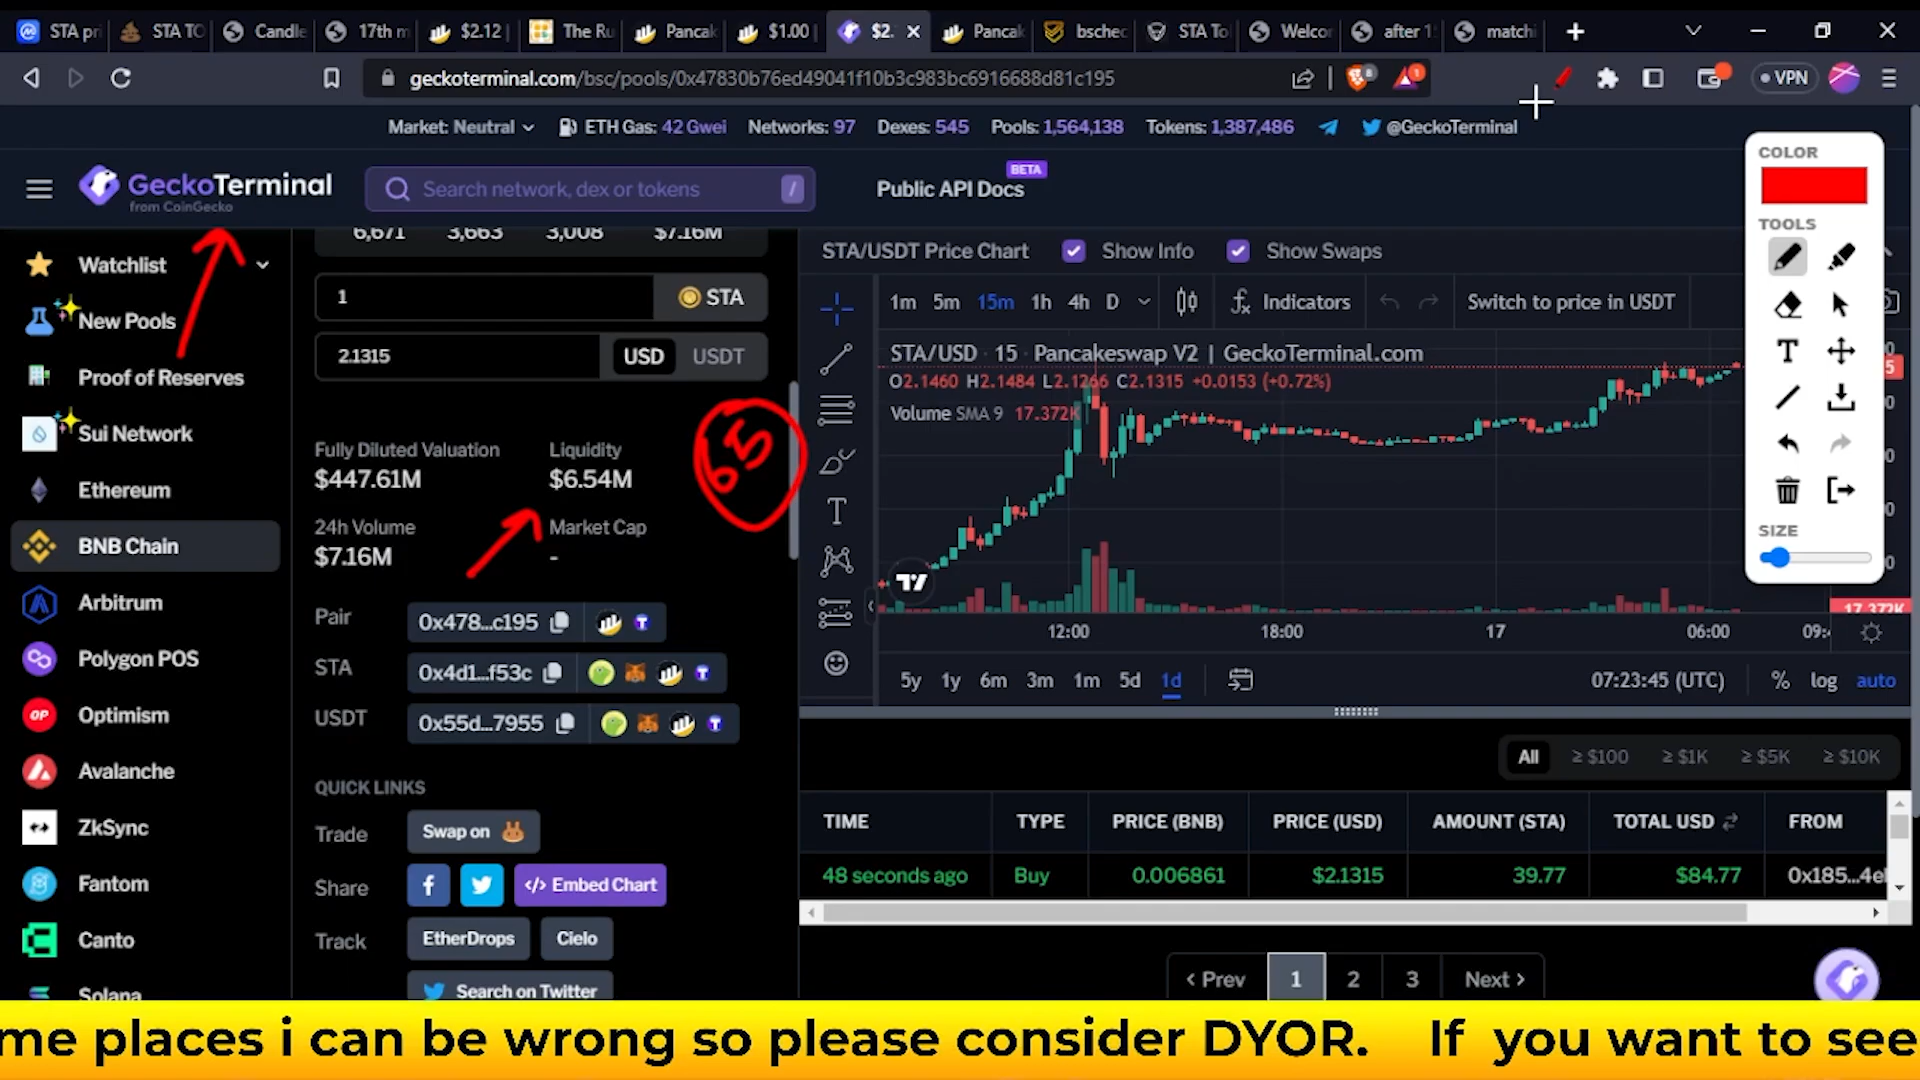 STA pri
STA TO
Candle
17th m
$2.12
The Ru
Pancak
$1.00
$2.
Pancak
bschec
STA To
Welco
after 1
matchi
geckoterminal.com/bsc/pools/0x47830b76ed49041f10b3c983bc6916688d81c195
8
1
VPN
Market: Neutral
ETH Gas: 42 Gwei
Networks: 97
Dexes: 545
Pools: 1,564,138
Tokens: 1,387,486
@GeckoTerminal
GeckoTerminal
from CoinGecko
Search network, dex or tokens
/
Public API Docs
BETA
COLOR
TOOLS
SIZE
Watchlist
New Pools
Proof of Reserves
Sui Network
Ethereum
BNB Chain
Arbitrum
Polygon POS
OP
Optimism
Avalanche
ZkSync
Fantom
Canto
Solana
6,671
3,663
3,008
$7.16M
1
STA
2.1315
USD
USDT
Fully Diluted Valuation
$447.61M
Liquidity
$6.54M
65
24h Volume
$7.16M
Market Cap
-
Pair
0x478...c195
STA
0x4d1...f53c
USDT
0x55d...7955
QUICK LINKS
Trade
Swap on
Share
</> Embed Chart
Track
EtherDrops
Cielo
Search on Twitter
STA/USDT Price Chart
Show Info
Show Swaps
1m 5m 15m 1h 4h D
Indicators
Switch to price in USDT
STA/USD · 15 · Pancakeswap V2 | GeckoTerminal.com
O2.1460 H2.1484 L2.1266 C2.1315 +0.0153 (+0.72%)
Volume SMA 9 17.372K
17.372K
12:00
18:00
17
06:00
5y 1y 6m 3m 1m 5d 1d
07:23:45 (UTC)
% log auto
All ≥ $100 ≥ $1K ≥ $5K ≥ $10K
TIME TYPE PRICE (BNB) PRICE (USD) AMOUNT (STA) TOTAL USD FROM
48 seconds ago Buy 0.006861 $2.1315 39.77 $84.77 0x185...4e
‹ Prev 1 2 3 Next ›
me places i can be wrong so please consider DYOR. If you want to see